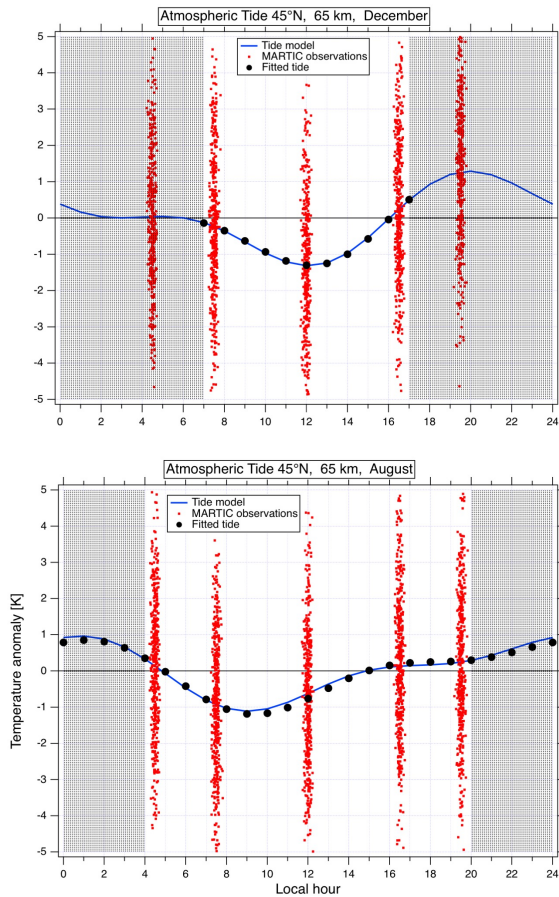 Atmospheric Tide 45°N, 65 km, December
Tide model
MARTIC observations
Fitted tide
5
4
3
2
1
0
-1
-2
-3
-4
-5
0 2 4 6 8 10 12 14 16 18 20 22 24
Atmospheric Tide 45°N, 65 km, August
Tide model
MARTIC observations
Fitted tide
Temperature anomaly [K]
5
4
3
2
1
0
-1
-2
-3
-4
-5
0 2 4 6 8 10 12 14 16 18 20 22 24
Local hour